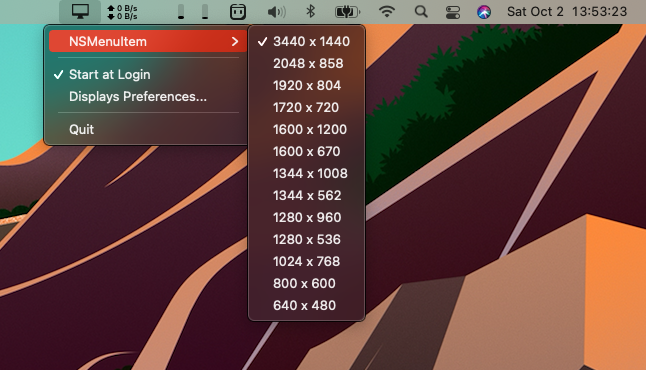 0 B/s
0 B/s
Sat Oct 2 13:53:23
NSMenuItem
Start at Login
Displays Preferences...
Quit
3440 x 1440
2048 x 858
1920 x 804
1720 x 720
1600 x 1200
1600 x 670
1344 x 1008
1344 x 562
1280 x 960
1280 x 536
1024 x 768
800 x 600
640 x 480